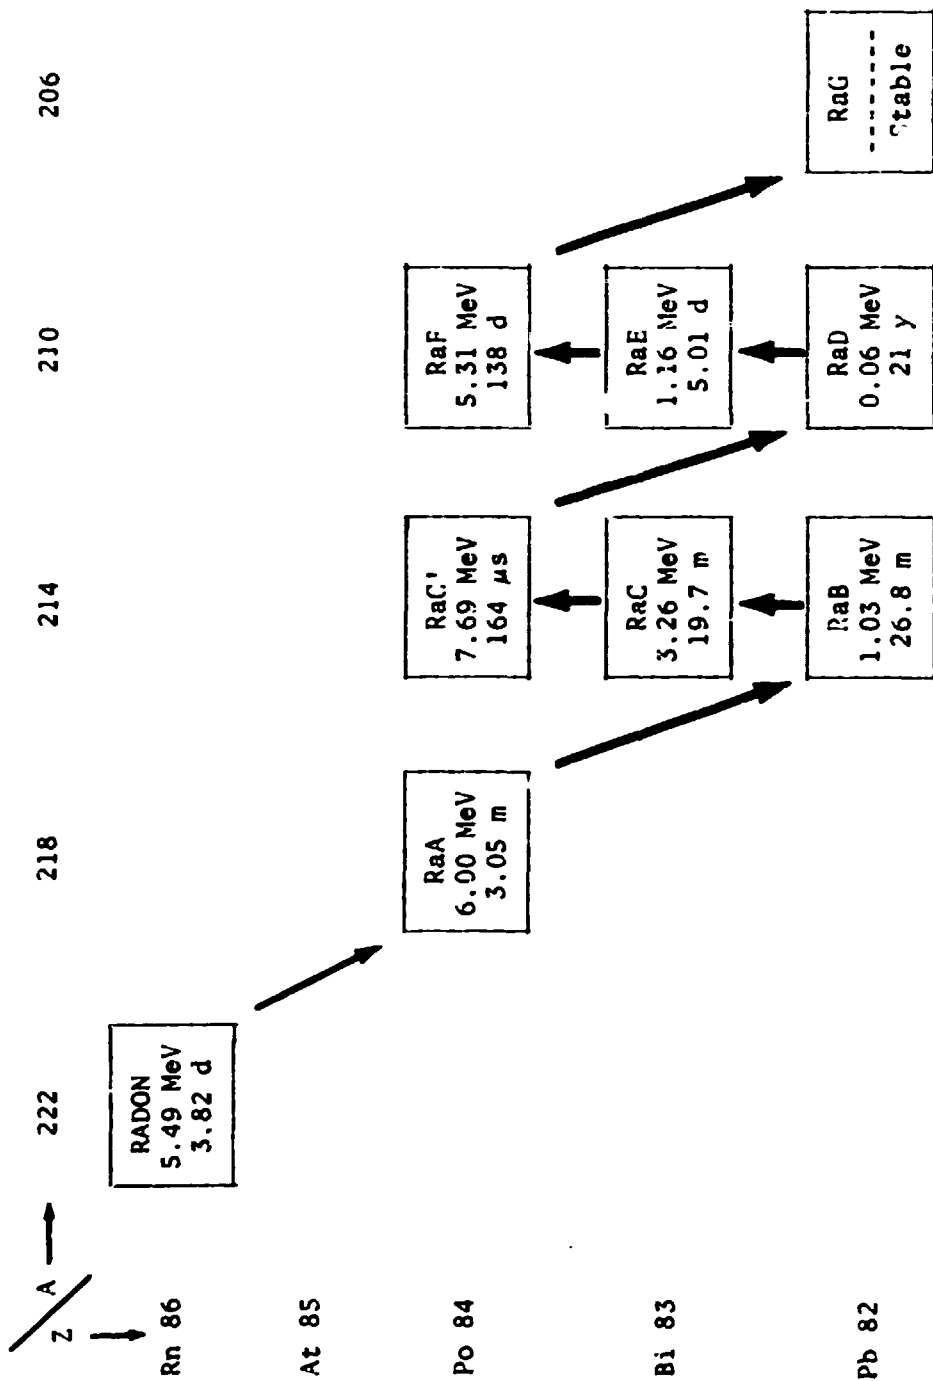 A
Z
222
218
214
210
206
Rn 86
RADON
5.49 MeV
3.82 d
At 85
Po 84
RaA
6.00 MeV
3.05 m
RaC'
7.69 MeV
164 μs
RaF
5.31 MeV
138 d
Bi 83
RaC
3.26 MeV
19.7 m
RaE
1.16 MeV
5.01 d
Pb 82
RaB
1.03 MeV
26.8 m
RaD
0.06 MeV
21 y
RaG
---------
Stable